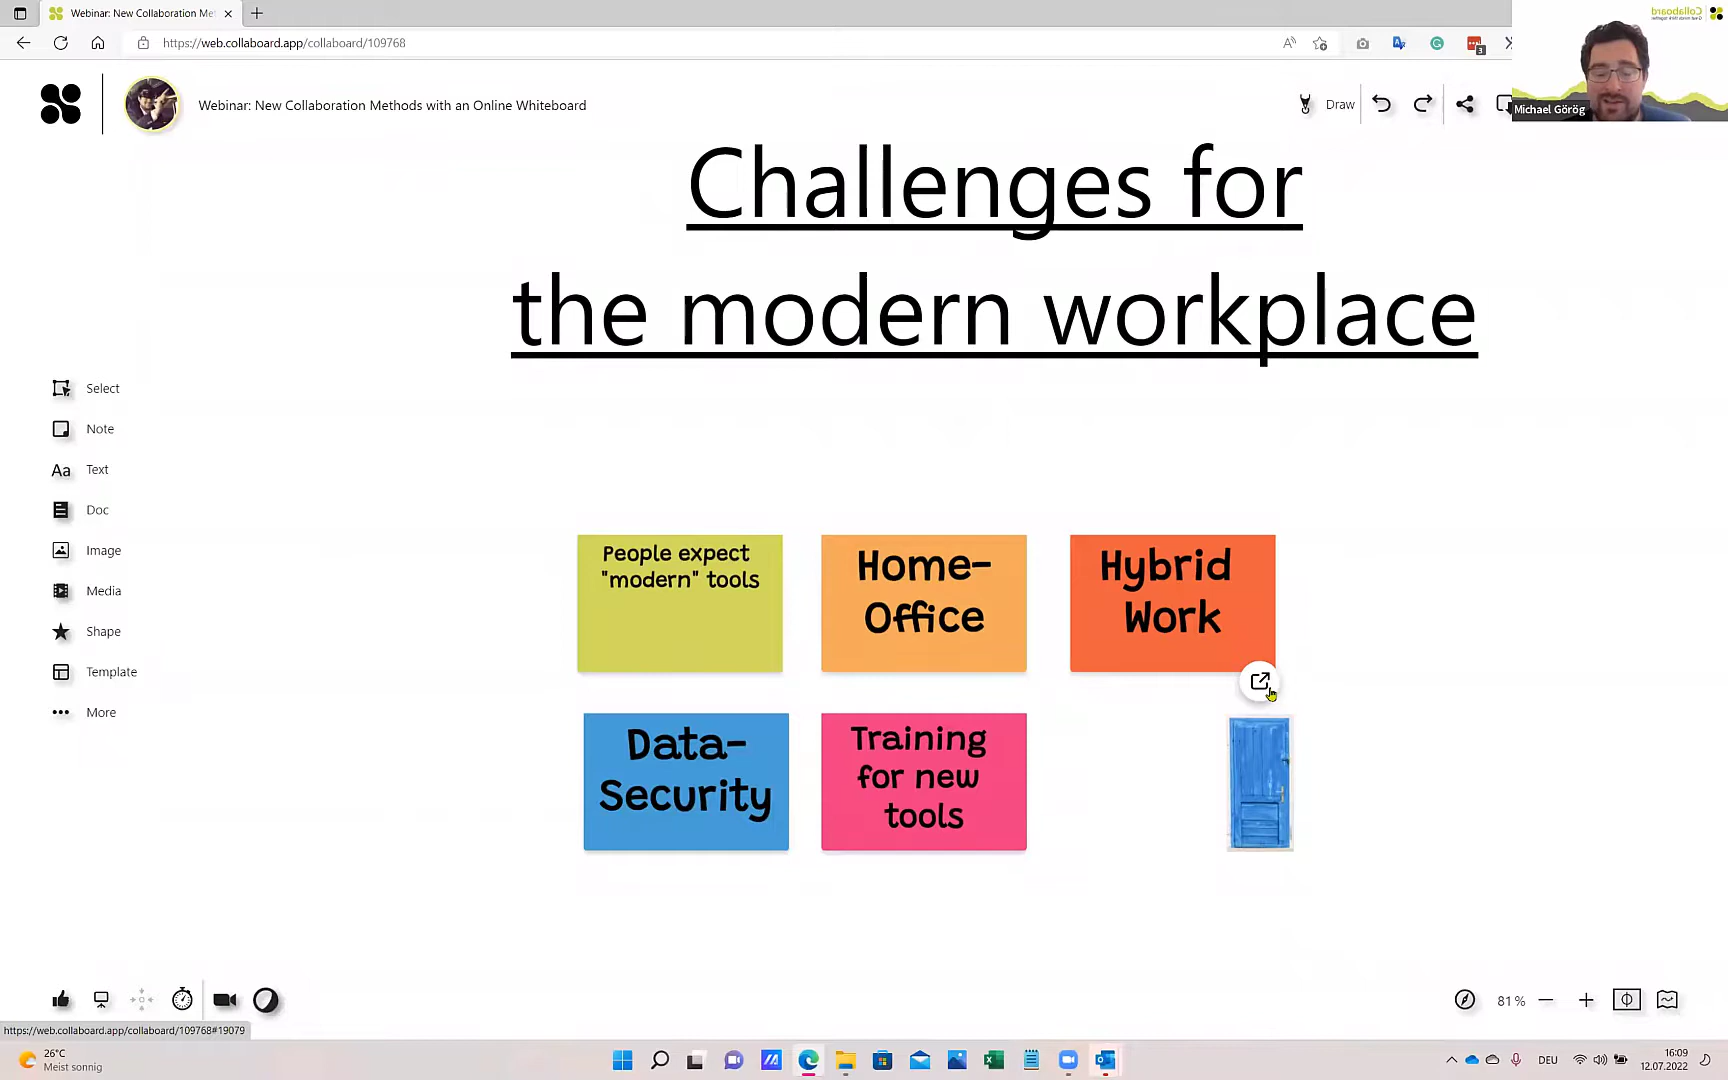 Webinar: New Collaboration Me
https://web.collaboard.app/collaboard/109768
3
Collaboard
Michael Görög
Webinar: New Collaboration Methods with an Online Whiteboard
Draw
Challenges for
the modern workplace
Select
Note
Aa Text
Doc
Image
Media
Shape
Template
More
People expect
"modern" tools
Home-
Office
Hybrid
Work
Data-
Security
Training
for new
tools
81 %
https://web.collaboard.app/collaboard/109768#19079
26°C
Meist sonnig
DEU
16:09
12.07.2022